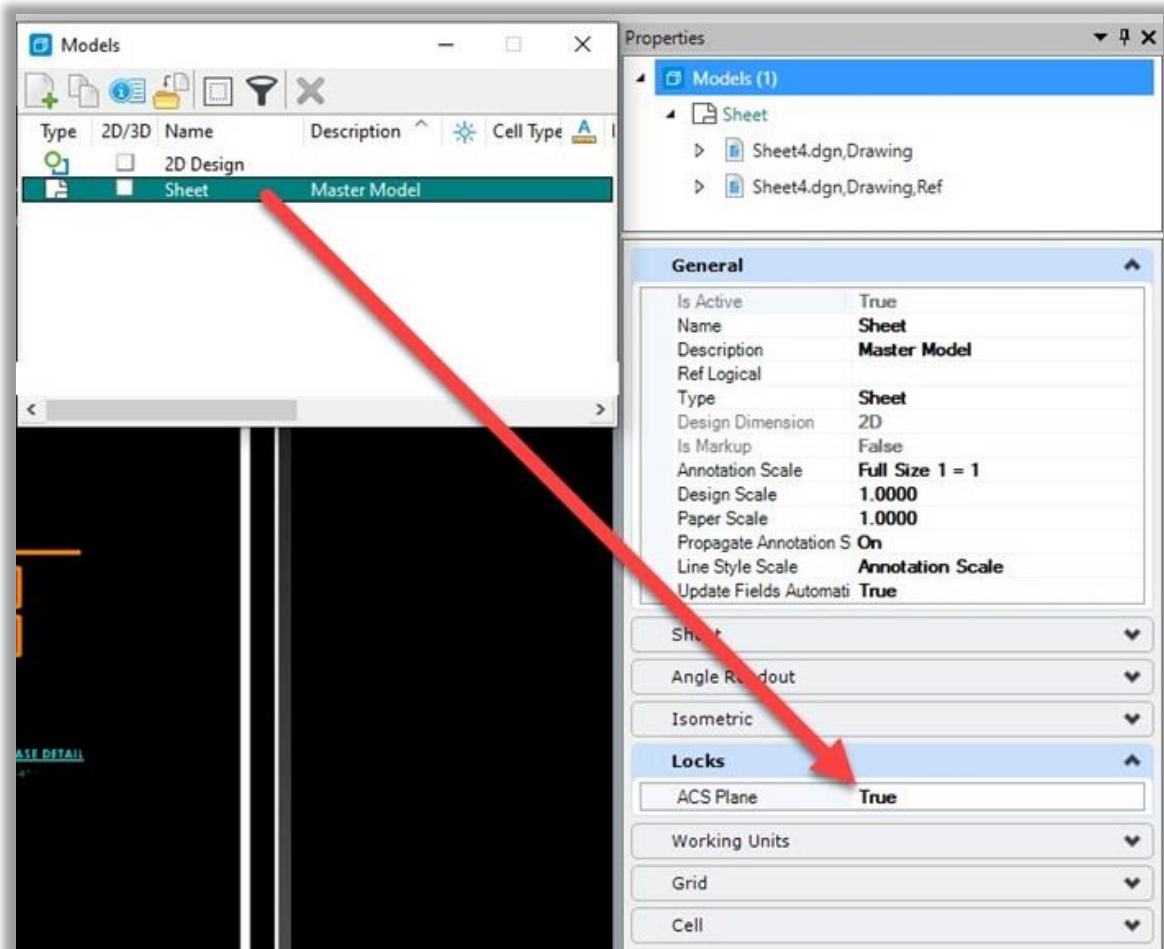 Models
Type 2D/3D Name Description Cell Type
2D Design
Sheet Master Model
Properties
Models (1)
Sheet
Sheet4.dgn,Drawing
Sheet4.dgn,Drawing,Ref
General
Is Active True
Name Sheet
Description Master Model
Ref Logical
Type Sheet
Design Dimension 2D
Is Markup False
Annotation Scale Full Size 1 = 1
Design Scale 1.0000
Paper Scale 1.0000
Propagate Annotation S On
Line Style Scale Annotation Scale
Update Fields Automati True
Angle
Isometric
Locks
ACS Plane True
Working Units
Grid
Cell
ASE DETAIL